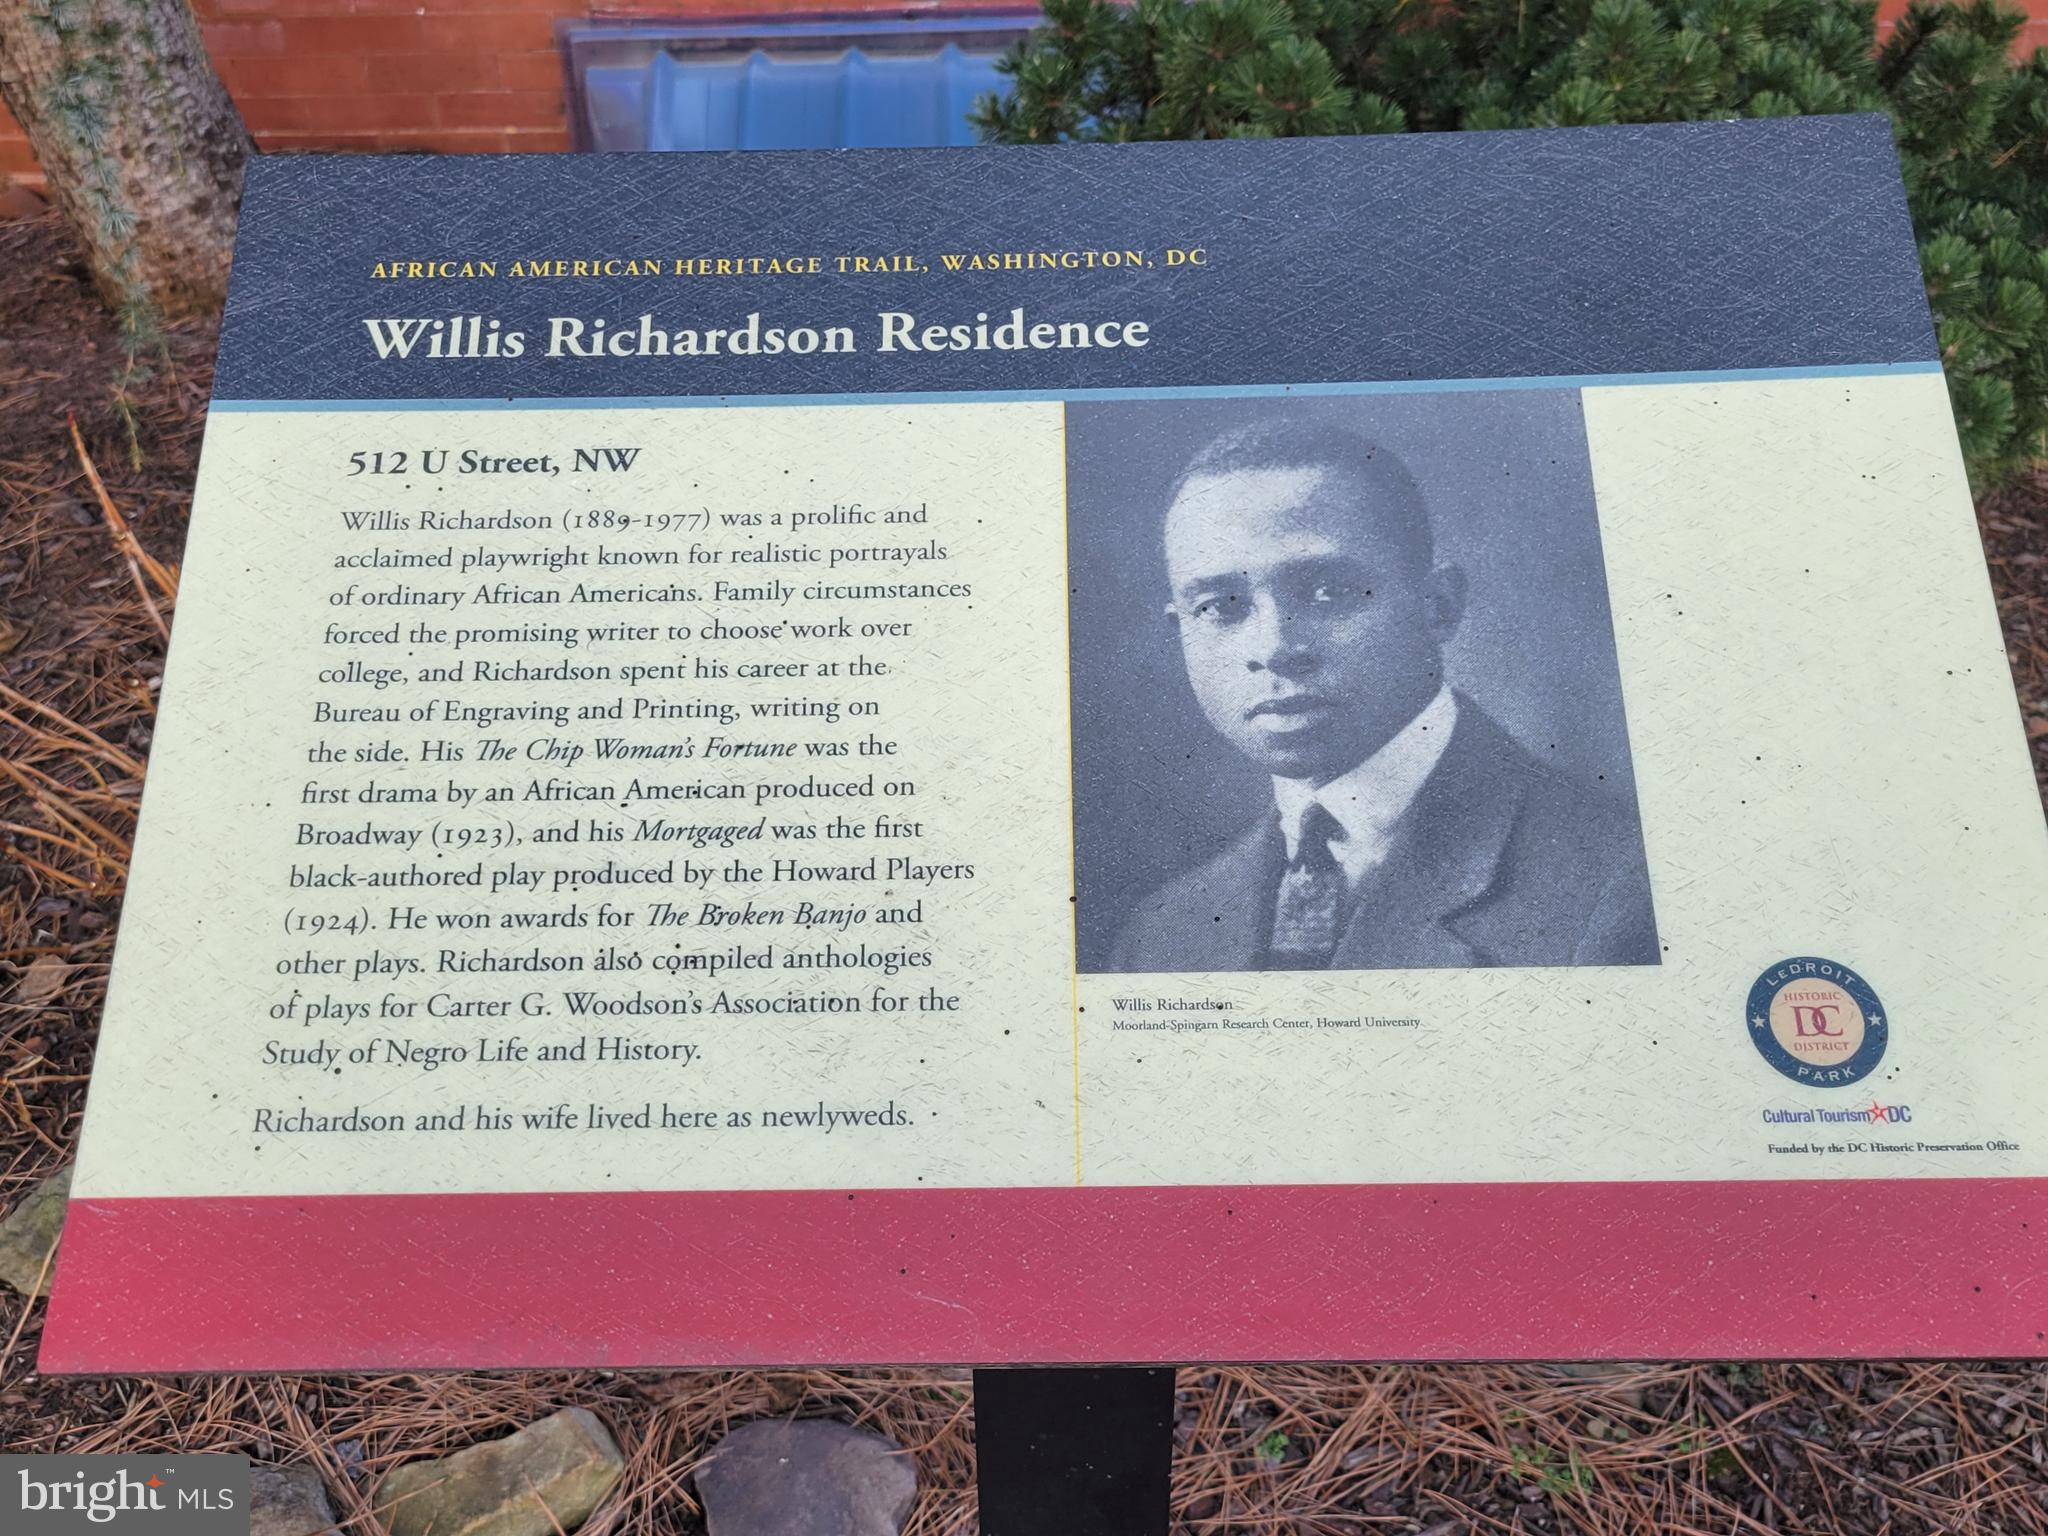 AFRICAN AMERICAN HERITAGE TRAIL, WASHINGTON, DC
Willis Richardson Residence
512 U Street, NW
Willis Richardson (1889-1977) was a prolific and
acclaimed playwright known for realistic portrayals
of ordinary African Americans. Family circumstances
forced the promising writer to choose work over
college, and Richardson spent his career at the
Bureau of Engraving and Printing, writing on
the side. His The Chip Woman's Fortune was the
first drama by an African American produced on
Broadway (1923), and his Mortgaged was the first
black-authored play produced by the Howard Players
(1924). He won awards for The Broken Banjo and
other plays. Richardson also compiled anthologies
of plays for Carter G. Woodson's Association for the
Study of Negro Life and History.
Richardson and his wife lived here as newlyweds.
Willis Richardson
Moorland-Spingarn Research Center, Howard University
LEDROIT
HISTORIC
DC
DISTRICT
PARK
Cultural Tourism DC
Funded by the DC Historic Preservation Office
bright™ MLS